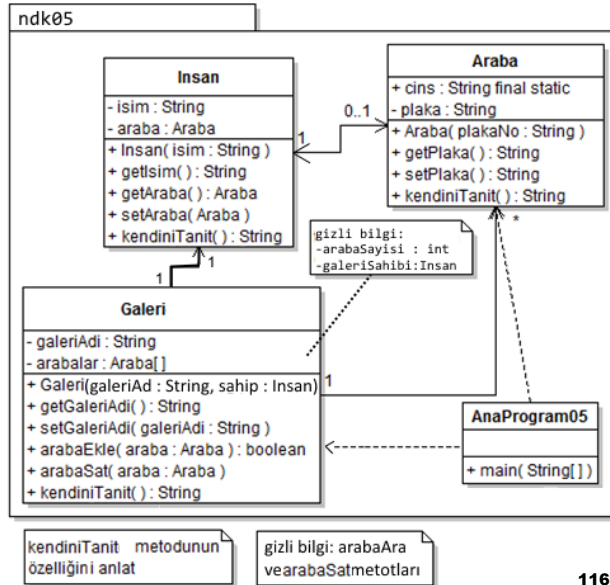 ndk05
Insan
- isim : String
- araba : Araba
+ Insan( isim : String )
+ getIsim( ) : String
+ getAraba( ) : Araba
+ setAraba( Araba )
+ kendiniTanit( ) : String
Araba
+ cins : String final static
- plaka : String
+ Araba( plakaNo : String )
+ getPlaka( ) : String
+ setPlaka( ) : String
+ kendiniTanit( ) : String
0..1
1
*
gizli bilgi:
-arabaSayisi : int
-galeriSahibi:Insan
1
1
Galeri
- galeriAdi : String
- arabalar : Araba[ ]
+ Galeri(galeriAd : String, sahip : Insan)
+ getGaleriAdi( ) : String
+ setGaleriAdi( galeriAdi : String )
+ arabaEkle( araba : Araba ) : boolean
+ arabaSat( araba : Araba )
+ kendiniTanit( ) : String
1
AnaProgram05
+ main( String[ ] )
kendiniTanit metodunun
özelliğini anlat
gizli bilgi: arabaAra
vearabaSatmetotları
116